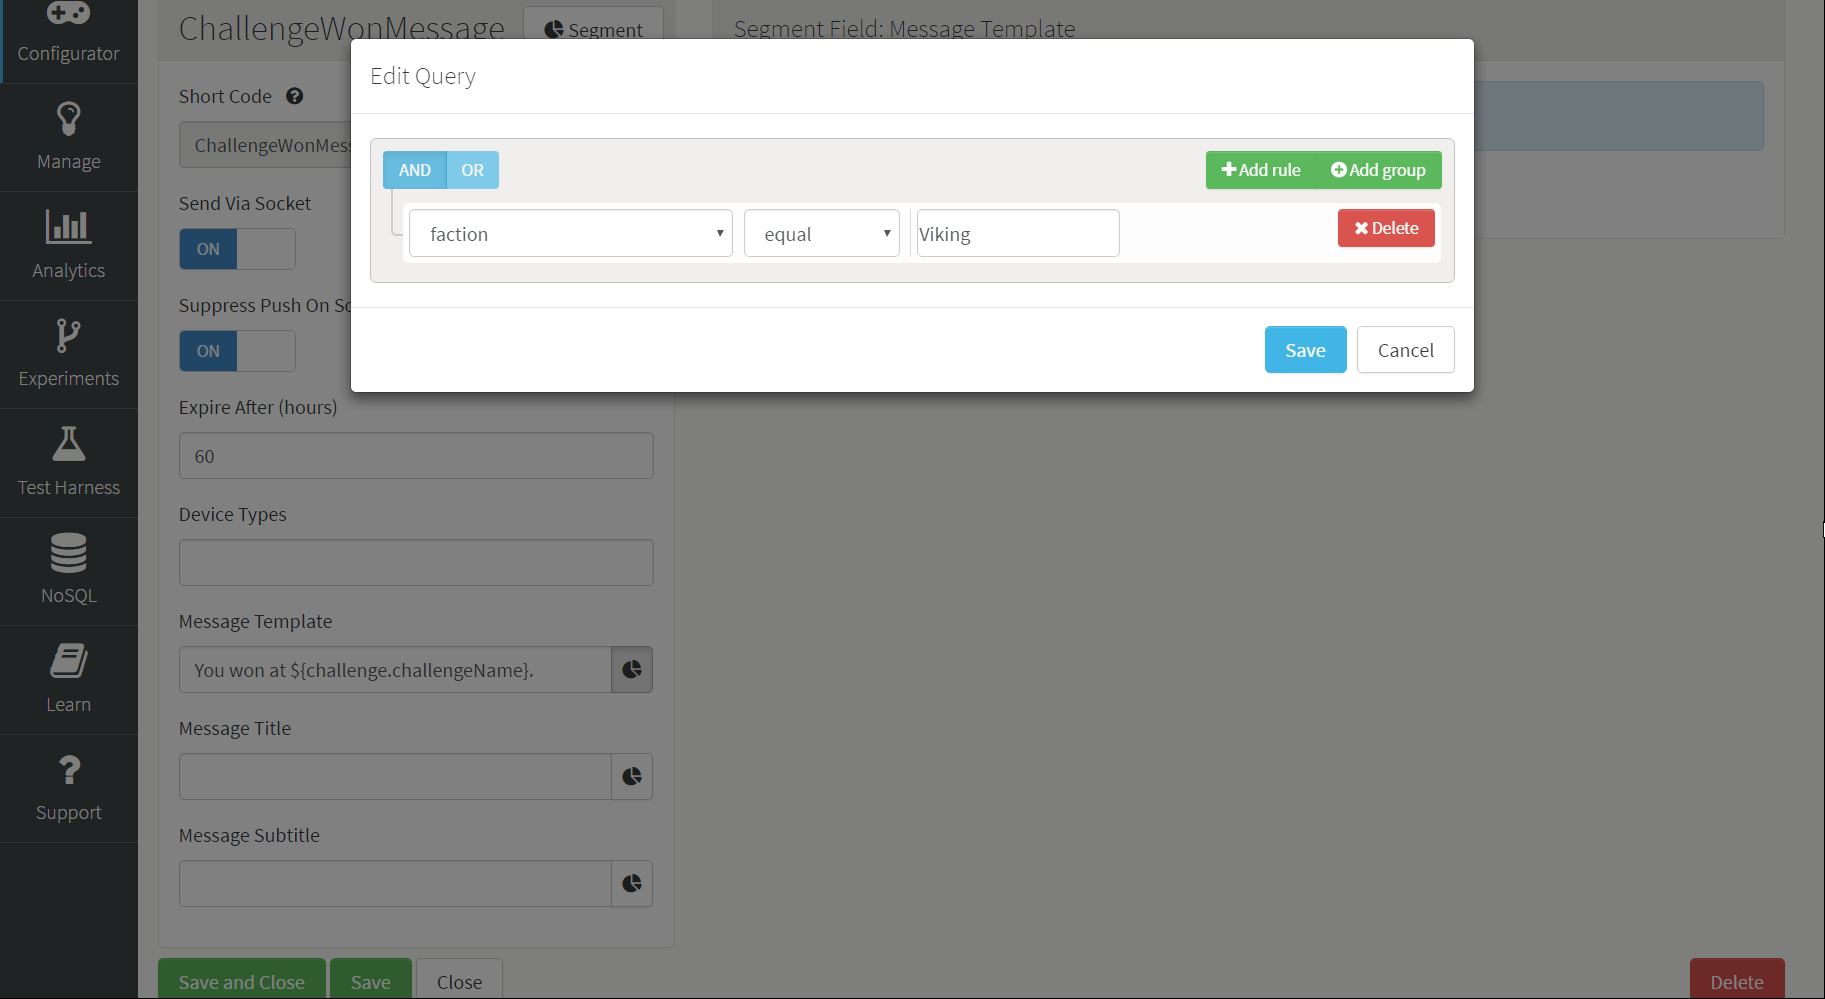 Configurator
Manage
Analytics
Experiments
Test Harness
NoSQL
Learn
Support
ChallengeWonMessage
Segment
Segment Field: Message Template
Short Code
ChallengeWonMess
Send Via Socket
ON
Suppress Push On So
ON
Expire After (hours)
60
Device Types
Message Template
You won at ${challenge.challengeName}.
Message Title
Message Subtitle
Save and Close
Save
Close
Delete
Edit Query
AND OR
Add rule Add group
faction equal Viking Delete
Save Cancel